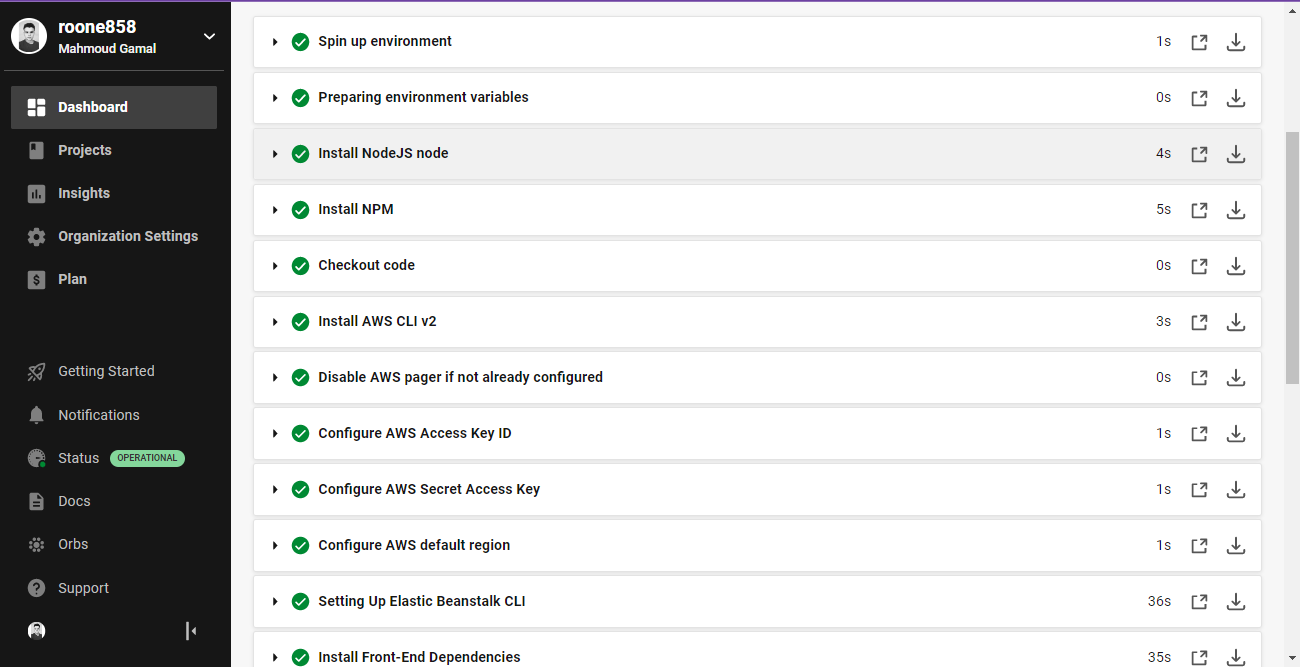 roone858
Mahmoud Gamal
Dashboard
Projects
Insights
Organization Settings
Plan
Getting Started
Notifications
Status OPERATIONAL
Docs
Orbs
Support
Spin up environment 1s
Preparing environment variables 0s
Install NodeJS node 4s
Install NPM 5s
Checkout code 0s
Install AWS CLI v2 3s
Disable AWS pager if not already configured 0s
Configure AWS Access Key ID 1s
Configure AWS Secret Access Key 1s
Configure AWS default region 1s
Setting Up Elastic Beanstalk CLI 36s
Install Front-End Dependencies 35s